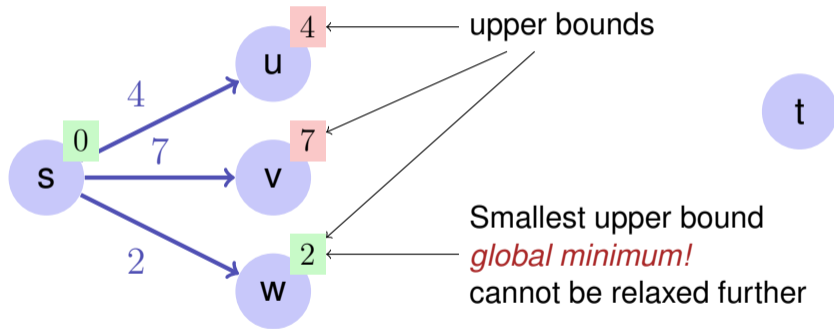 4
upper bounds
u
4
0
7
7
s
v
t
2
2
w
Smallest upper bound
global minimum!
cannot be relaxed further